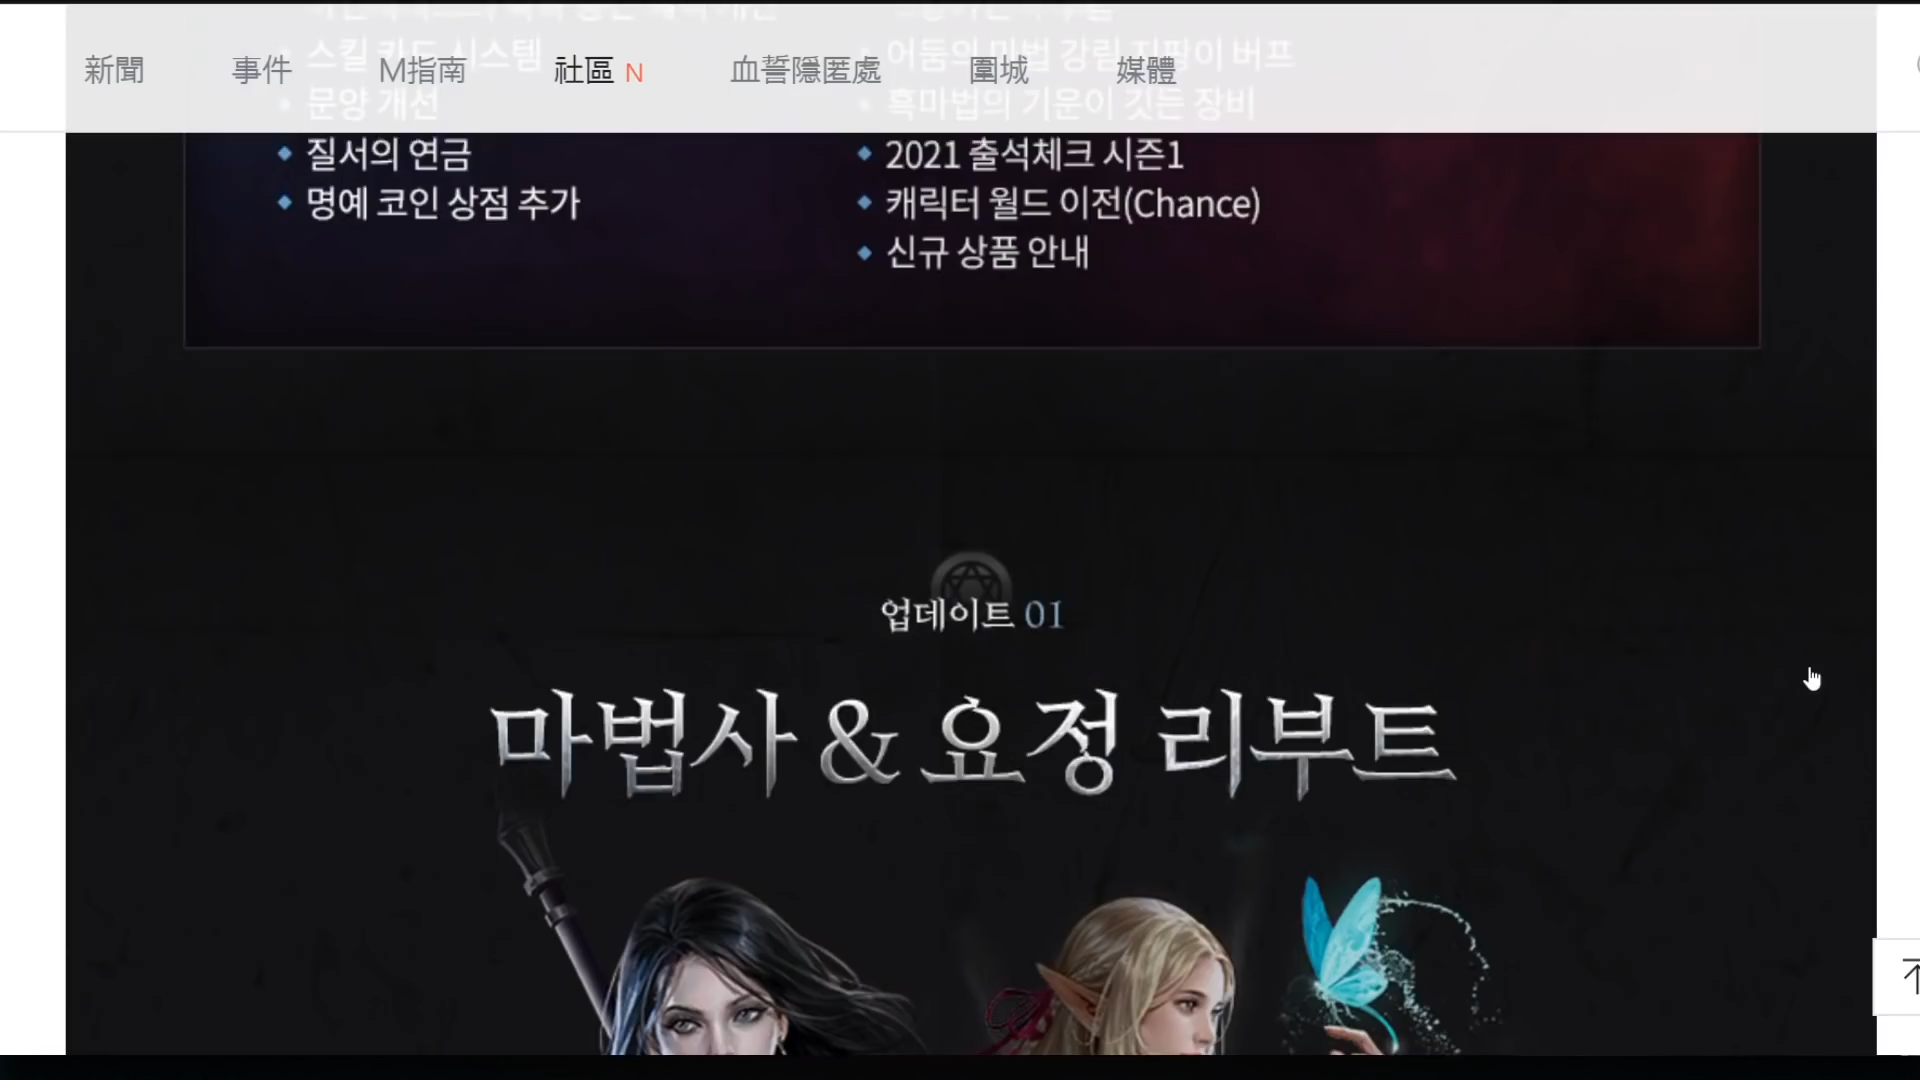 新聞 事件 M指南 社區 N 血誓隱匿處 圍城 媒體
스킬 카드 시스템
어둠의 마법 강림 지팡이 버프
문양 개선
흑마법의 기운이 깃든 장비
질서의 연금
2021 출석체크 시즌1
명예 코인 상점 추가
캐릭터 월드 이전(Chance)
신규 상품 안내
업데이트 01
마법사 & 요정 리부트